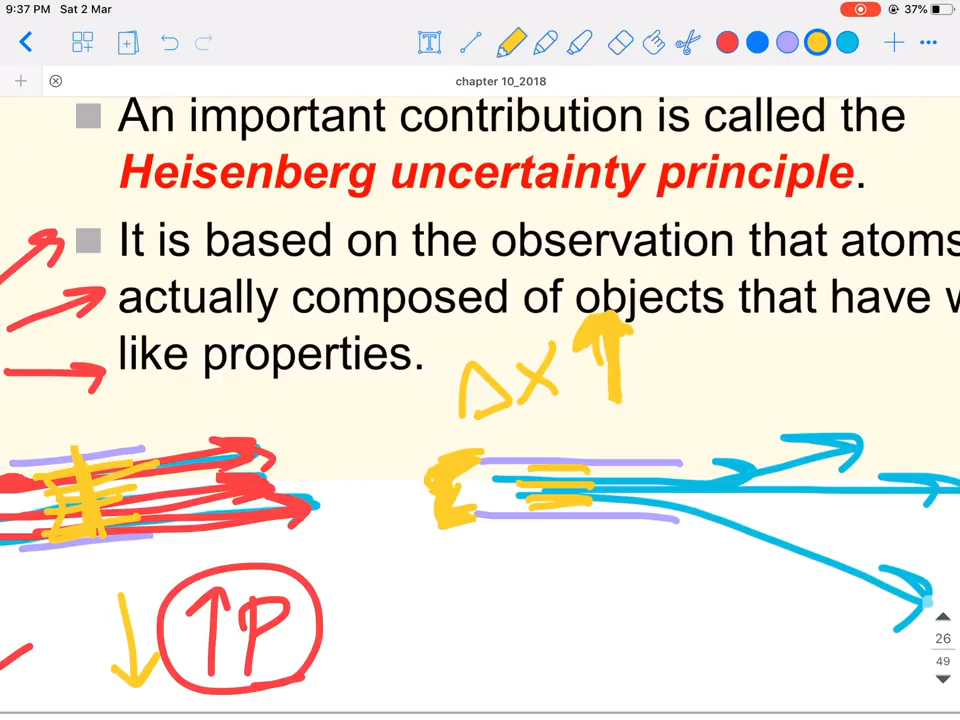 9:37 PM Sat 2 Mar 37%
T
chapter 10_2018
An important contribution is called the
Heisenberg uncertainty principle.
It is based on the observation that atoms
actually composed of objects that have w
like properties.
Δx ↑
↓ ↑P
26
49